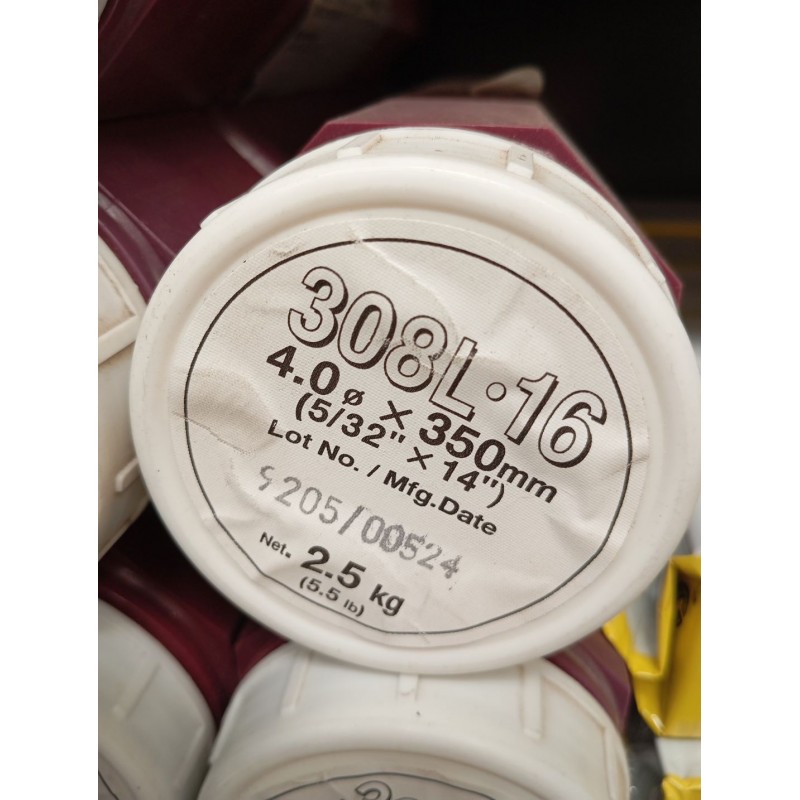 308L·16
4.0ø × 350mm
(5/32" × 14")
Lot No. / Mfg.Date
9205/00524
Net. 2.5 kg
(5.5 lb)